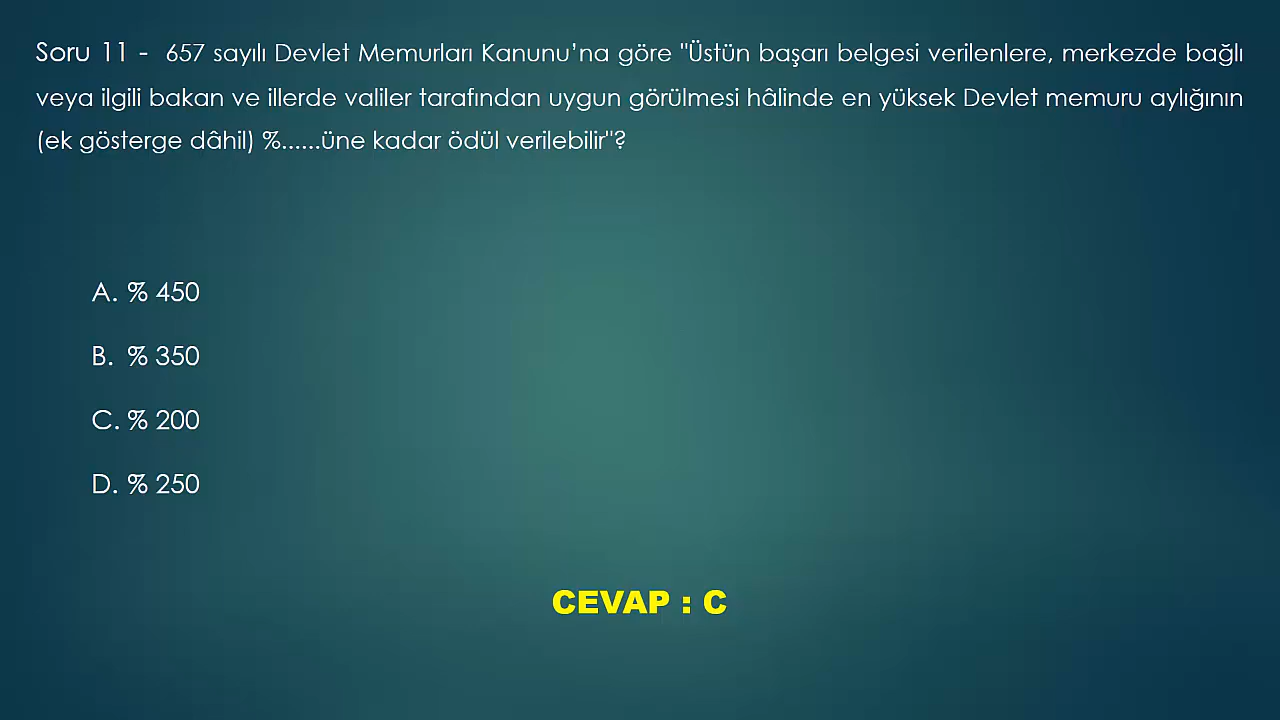 Soru 11 - 657 sayılı Devlet Memurları Kanunu’na göre "Üstün başarı belgesi verilenlere, merkezde bağlı
veya ilgili bakan ve illerde valiler tarafından uygun görülmesi hâlinde en yüksek Devlet memuru aylığının
(ek gösterge dâhil) %......üne kadar ödül verilebilir"?
A. % 450
B. % 350
C. % 200
D. % 250
CEVAP : C